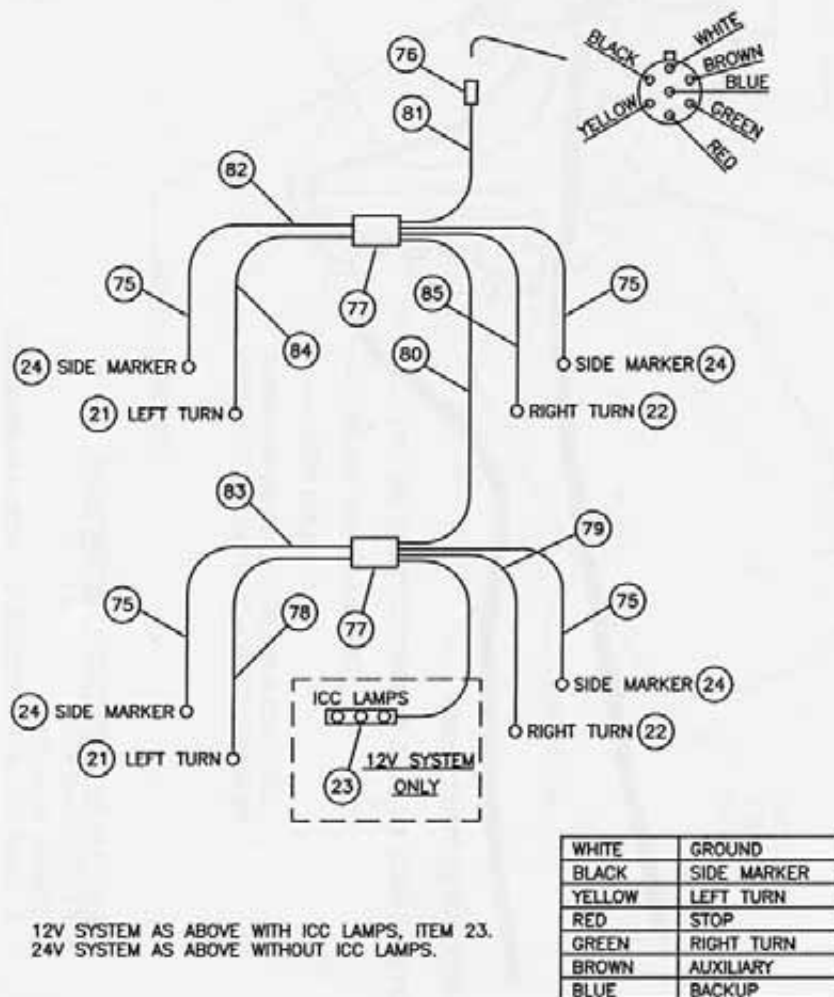 76
81
BLACK
WHITE
BROWN
BLUE
YELLOW
GREEN
RED
82
75
77
85
75
84
80
24 SIDE MARKER
SIDE MARKER 24
21 LEFT TURN
RIGHT TURN 22
83
79
75
78
77
75
24 SIDE MARKER
SIDE MARKER 24
ICC LAMPS
21 LEFT TURN
RIGHT TURN 22
23
12V SYSTEM
ONLY
WHITE GROUND
BLACK SIDE MARKER
YELLOW LEFT TURN
RED STOP
GREEN RIGHT TURN
BROWN AUXILIARY
BLUE BACKUP
12V SYSTEM AS ABOVE WITH ICC LAMPS, ITEM 23.
24V SYSTEM AS ABOVE WITHOUT ICC LAMPS.